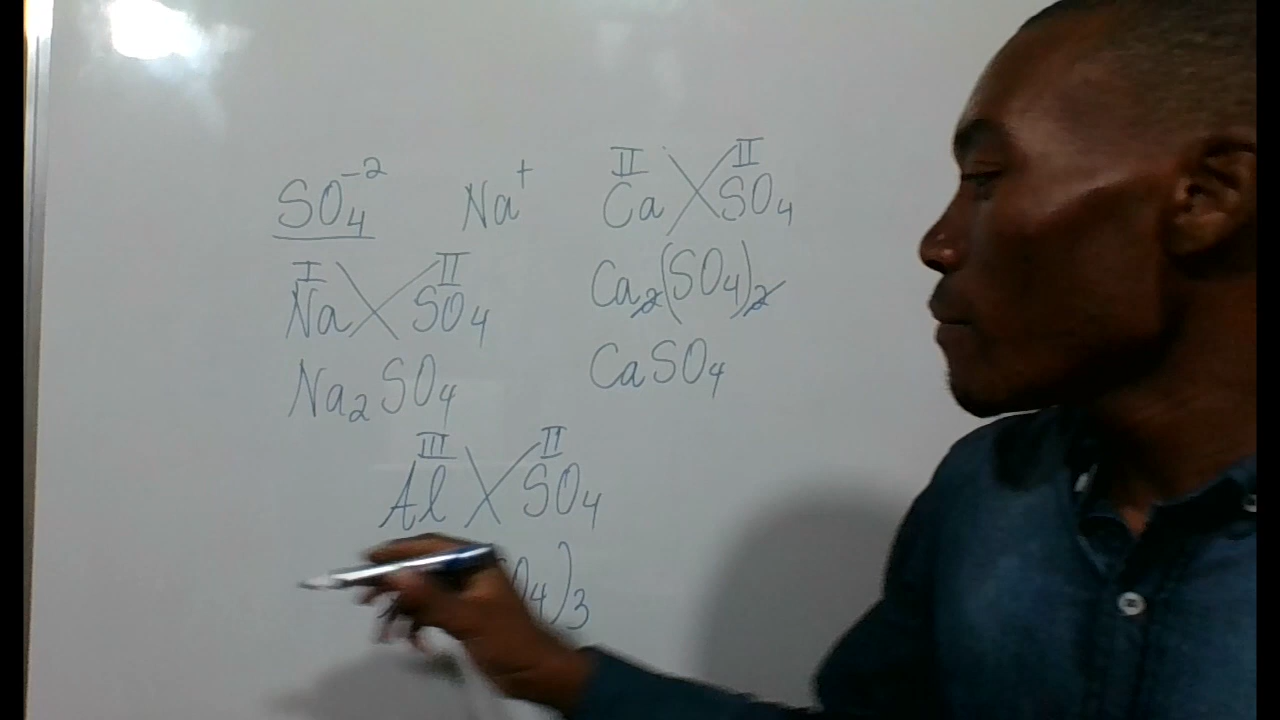 SO₄⁻²
Na⁺
I II
Na SO₄
Na₂SO₄
II II
Ca SO₄
Ca₂(SO₄)₂
CaSO₄
III II
Al SO₄
O₄)₃